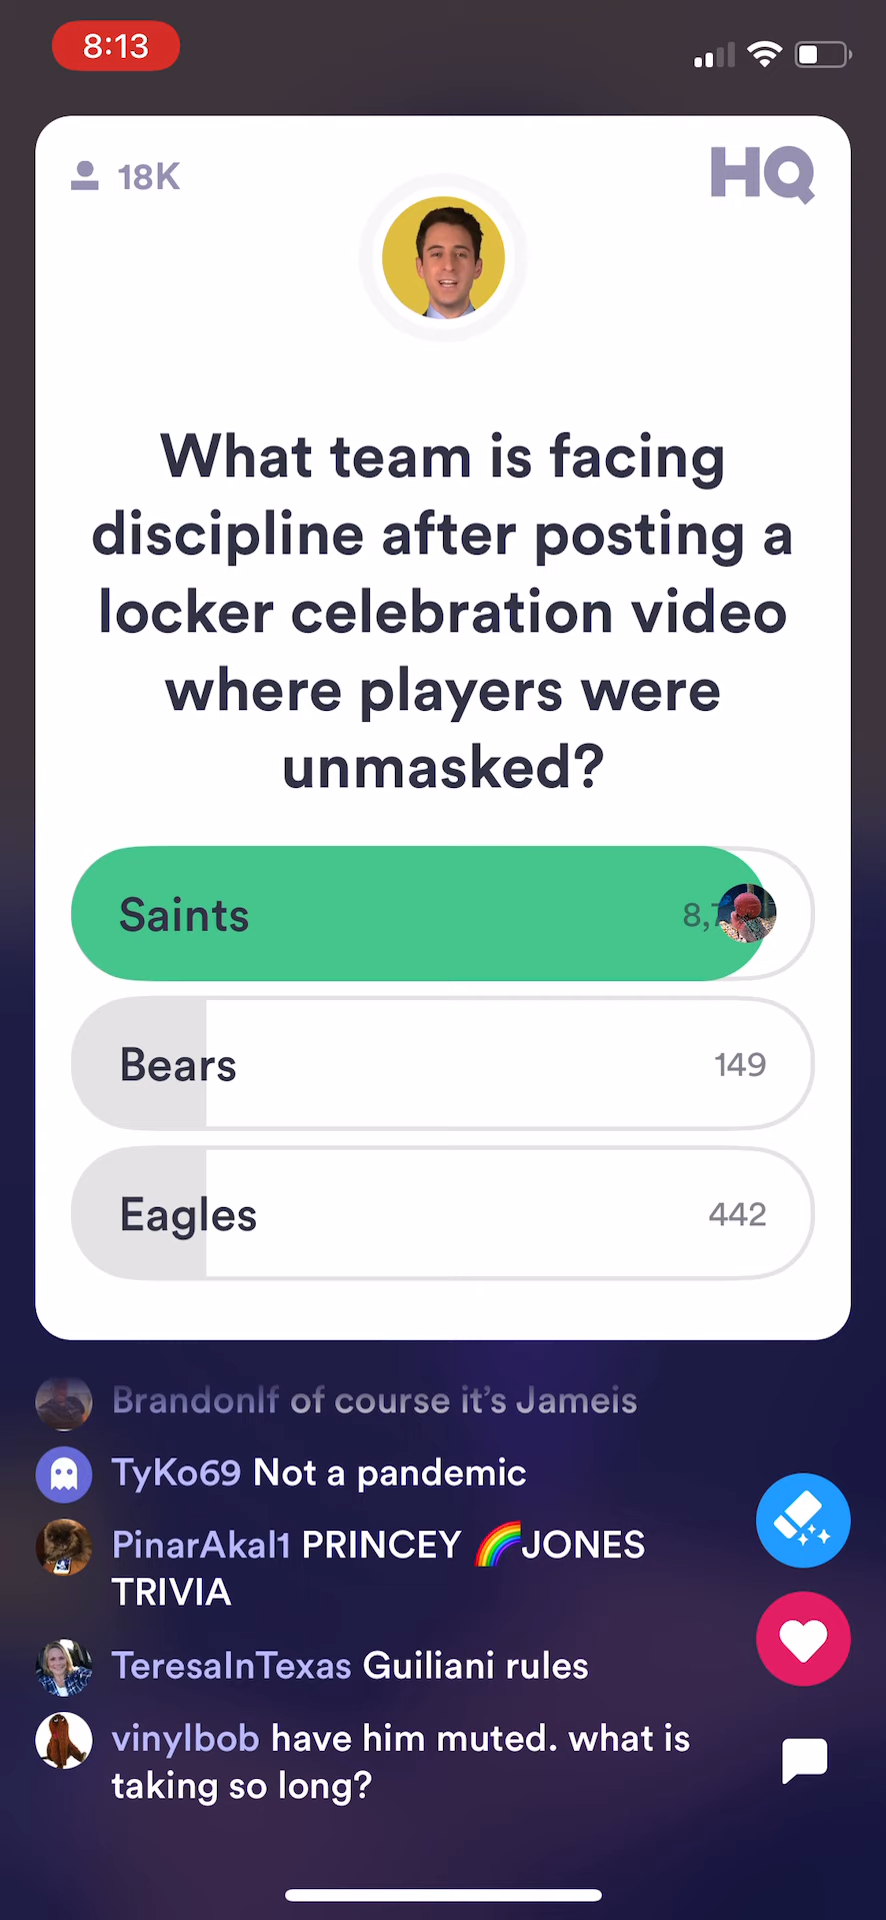 8:13
18K
HQ
What team is facing
discipline after posting a
locker celebration video
where players were
unmasked?
Saints
Bears
149
Eagles
442
Brandonlf of course it's Jameis
TyKo69 Not a pandemic
PinarAkal1 PRINCEY 🌈JONES
TRIVIA
TeresaInTexas Guiliani rules
vinylbob have him muted. what is
taking so long?